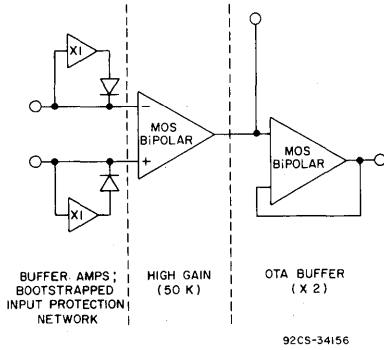 X1
−
MOS
BiPOLAR
+
X1
MOS
BiPOLAR
BUFFER AMPS;
BOOTSTRAPPED
INPUT PROTECTION
NETWORK
HIGH GAIN
(50 K)
OTA BUFFER
(X 2)
92CS-34156